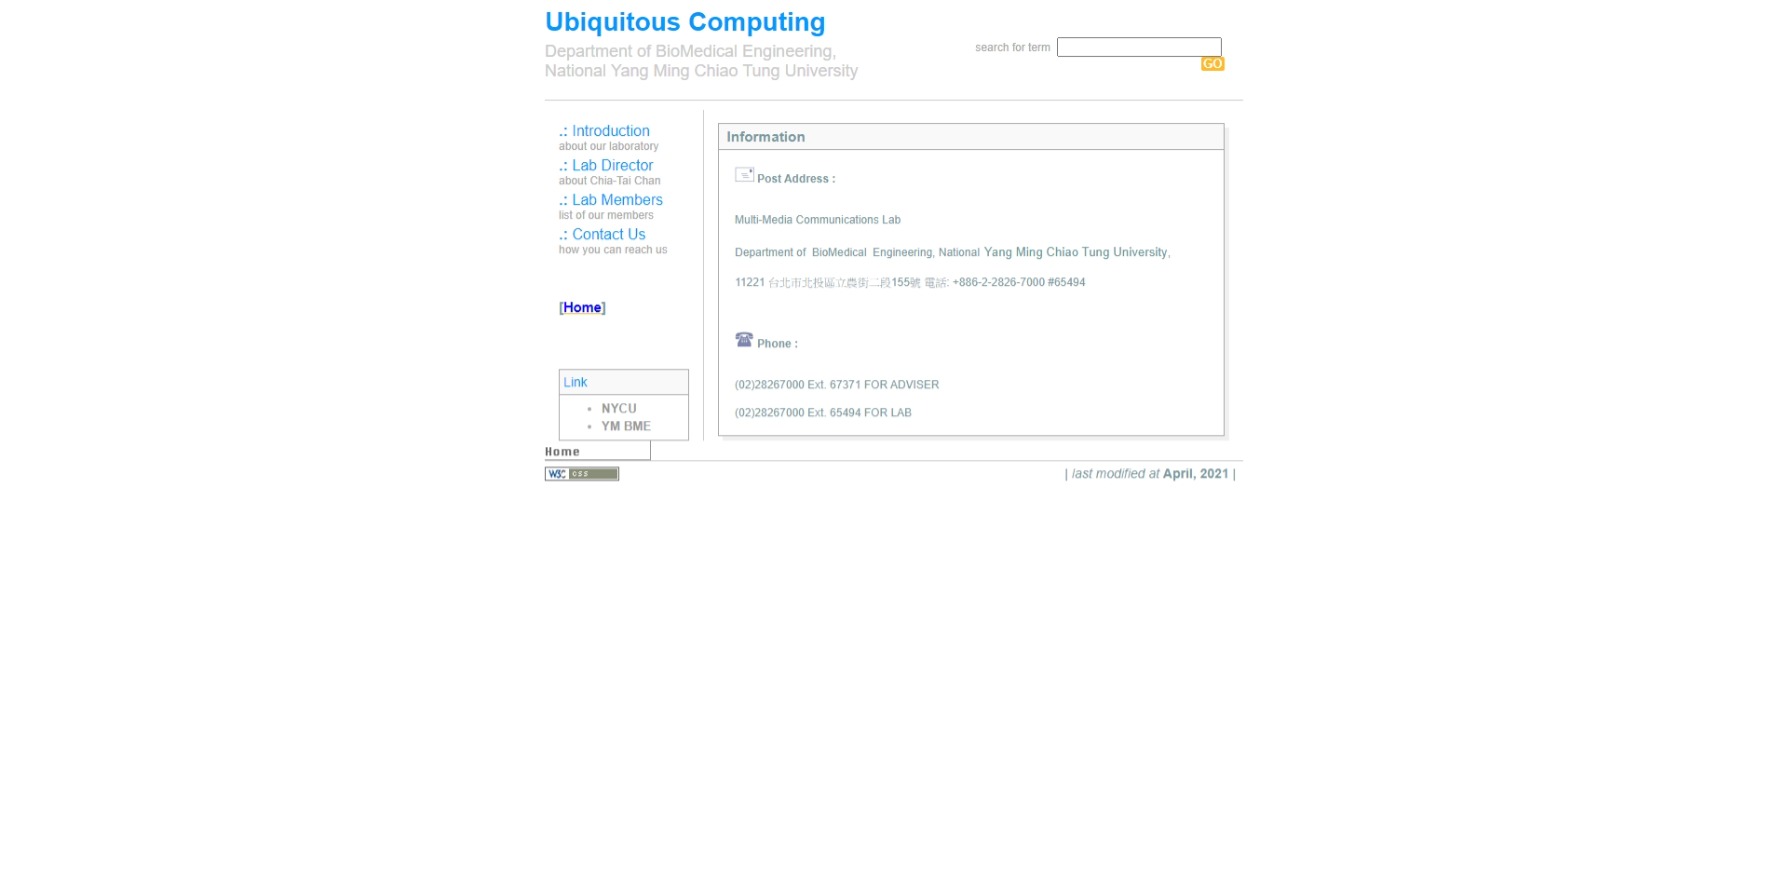 Ubiquitous Computing
Department of BioMedical Engineering,
National Yang Ming Chiao Tung University
search for term
GO
.: Introduction
about our laboratory
.: Lab Director
about Chia-Tai Chan
.: Lab Members
list of our members
.: Contact Us
how you can reach us
[Home]
Link
NYCU
YM BME
Information
Post Address :
Multi-Media Communications Lab
Department of BioMedical Engineering, National Yang Ming Chiao Tung University,
11221 台北市北投區立農街二段155號 電話: +886-2-2826-7000 #65494
Phone :
(02)28267000 Ext. 67371 FOR ADVISER
(02)28267000 Ext. 65494 FOR LAB
Home
W3C css
| last modified at April, 2021 |